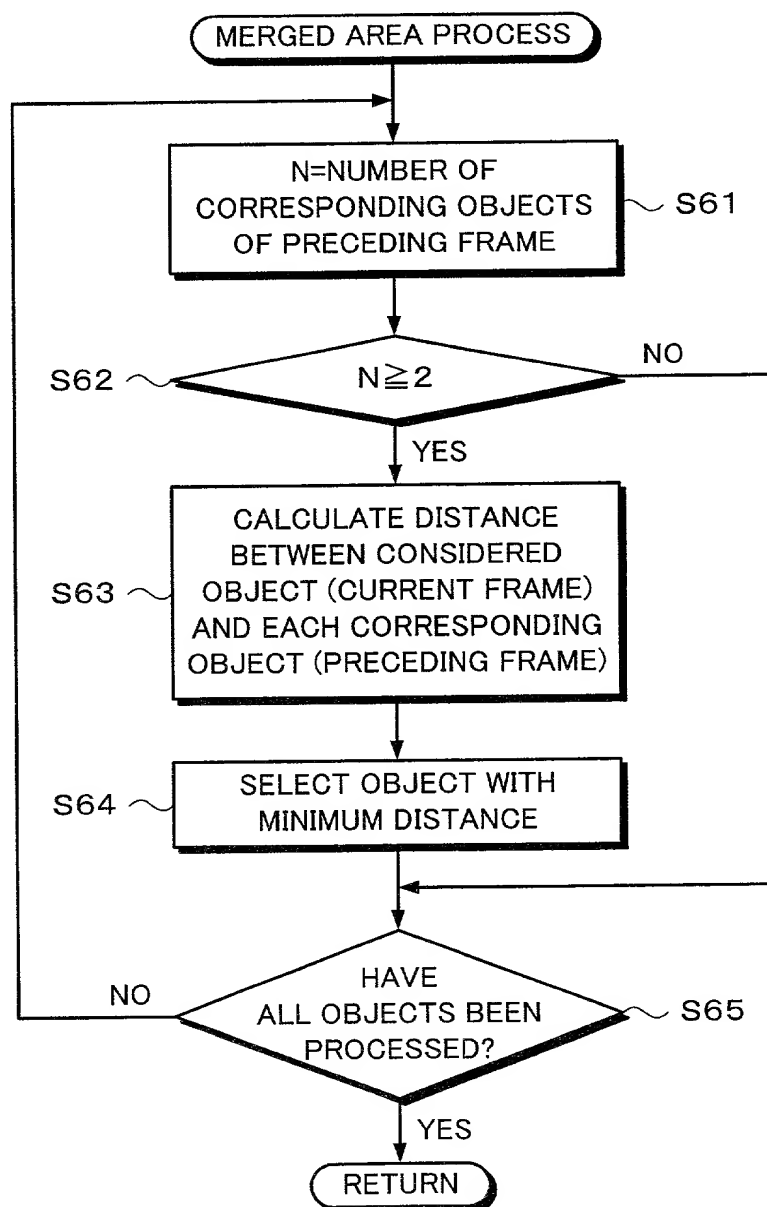 MERGED AREA PROCESS
N=NUMBER OF
CORRESPONDING OBJECTS
OF PRECEDING FRAME
S61
S62
N≧2
NO
YES
CALCULATE DISTANCE
BETWEEN CONSIDERED
OBJECT (CURRENT FRAME)
AND EACH CORRESPONDING
OBJECT (PRECEDING FRAME)
S63
SELECT OBJECT WITH
MINIMUM DISTANCE
S64
NO
HAVE
ALL OBJECTS BEEN
PROCESSED?
S65
YES
RETURN